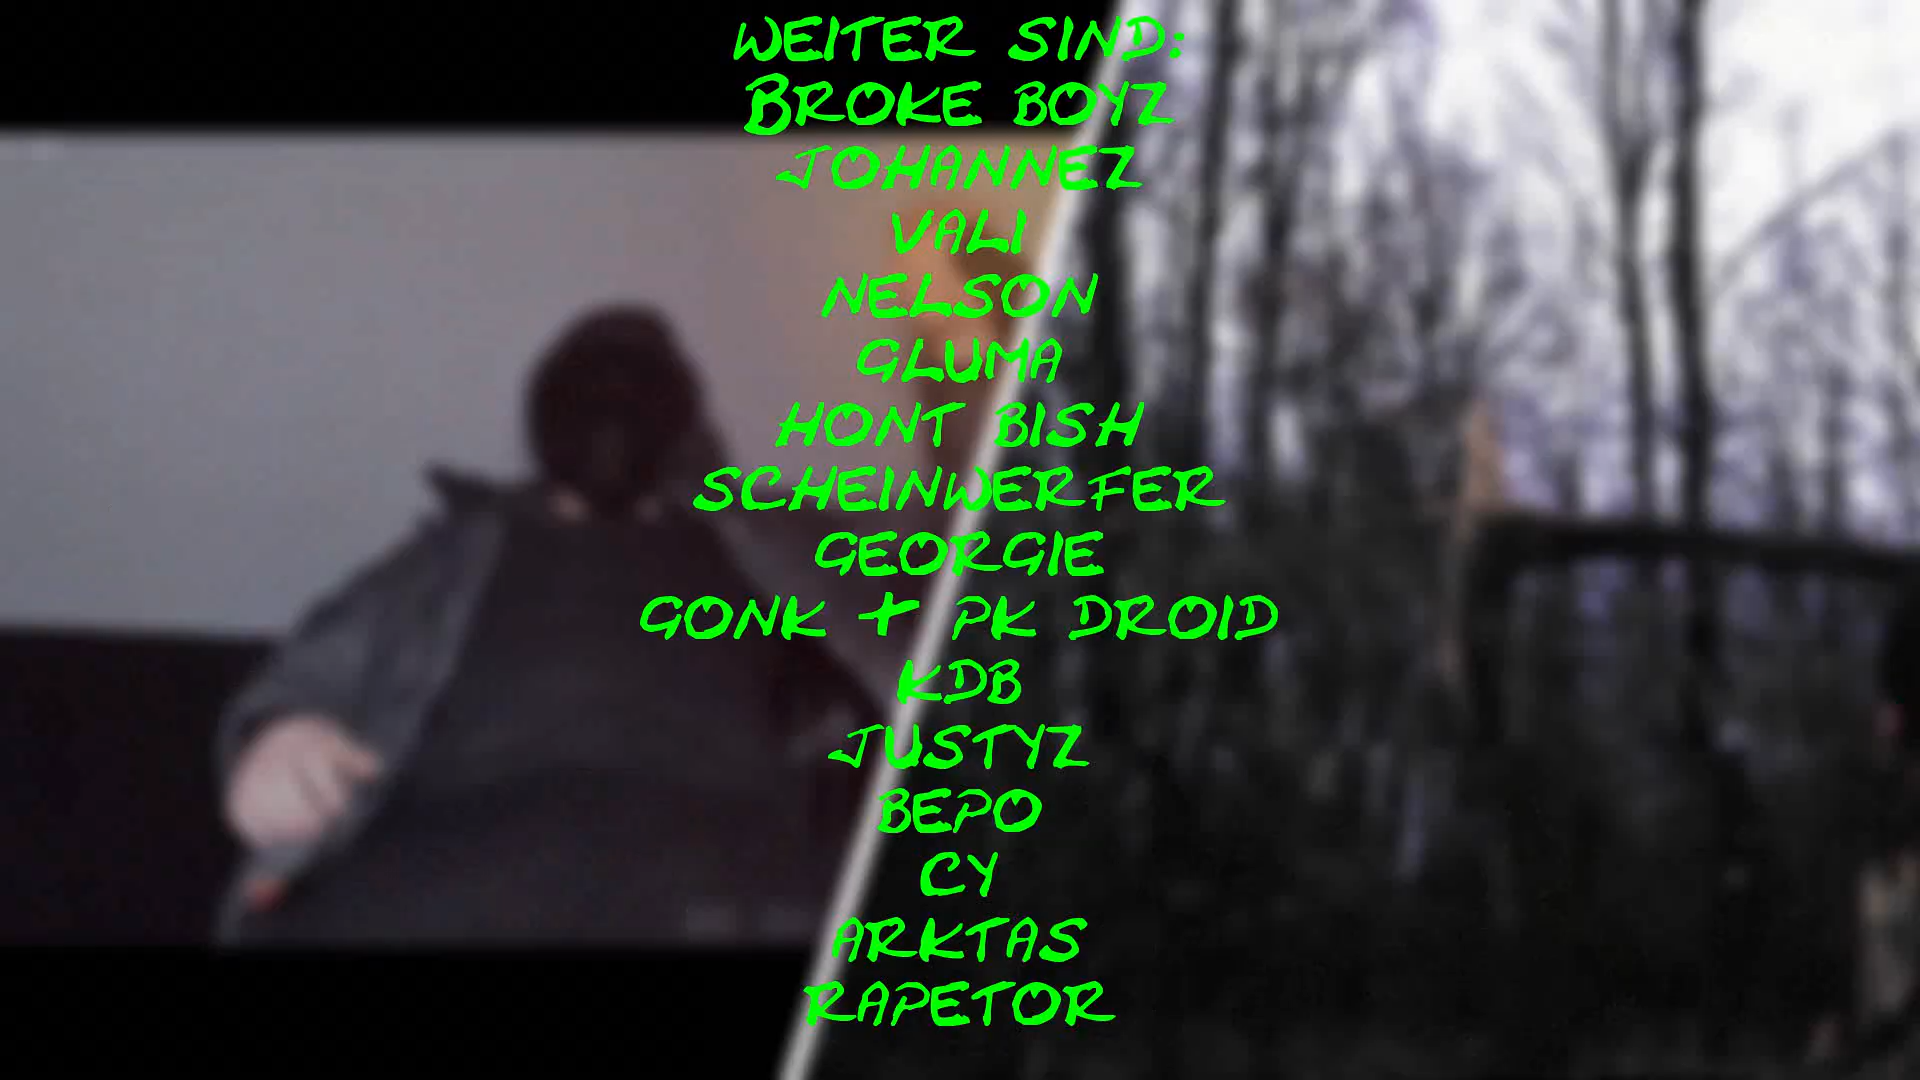 WEITER SIND:
BROKE BOYZ
JOHANNEZ
VALI
NELSON
GLUMA
HONT BISH
SCHEINWERFER
GEORGIE
GONK + PK DROID
KDB
JUSTYZ
BEPO
CY
ARKTAS
RAPETOR